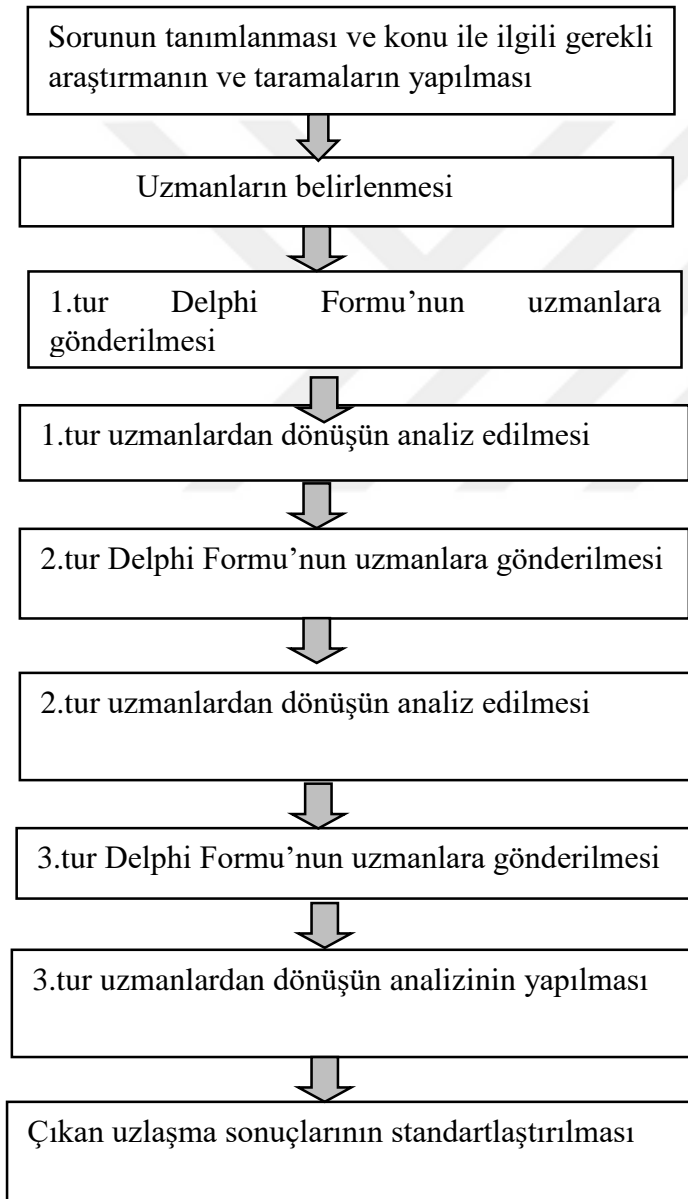 Sorunun tanımlanması ve konu ile ilgili gerekli
araştırmanın ve taramaların yapılması
Uzmanların belirlenmesi
1.tur Delphi Formu’nun uzmanlara
gönderilmesi
1.tur uzmanlardan dönüşün analiz edilmesi
2.tur Delphi Formu’nun uzmanlara gönderilmesi
2.tur uzmanlardan dönüşün analiz edilmesi
3.tur Delphi Formu’nun uzmanlara gönderilmesi
3.tur uzmanlardan dönüşün analizinin yapılması
Çıkan uzlaşma sonuçlarının standartlaştırılması